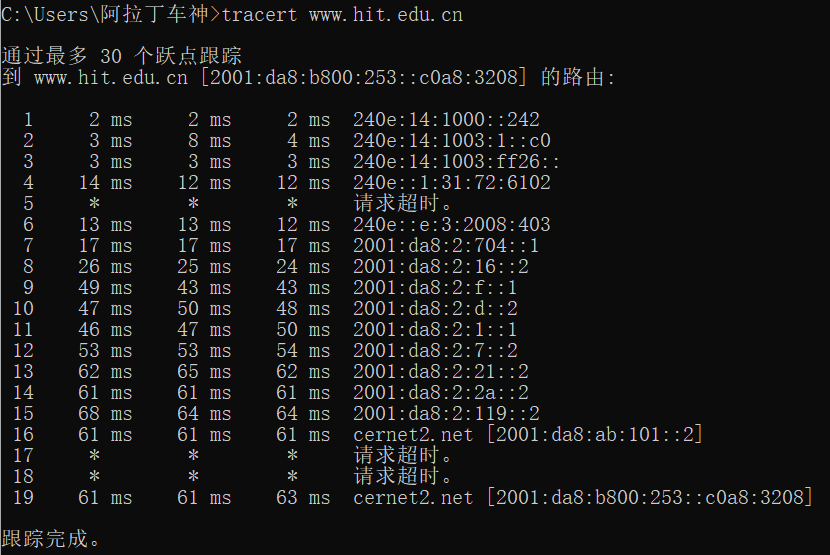 C:\Users\阿拉丁车神>tracert www.hit.edu.cn
通过最多 30 个跃点跟踪
到 www.hit.edu.cn [2001:da8:b800:253::c0a8:3208] 的路由:
1 2 ms 2 ms 2 ms 240e:14:1000::242
2 3 ms 8 ms 4 ms 240e:14:1003:1::c0
3 3 ms 3 ms 3 ms 240e:14:1003:ff26::
4 14 ms 12 ms 12 ms 240e::1:31:72:6102
5 * * * 请求超时。
6 13 ms 13 ms 12 ms 240e::e:3:2008:403
7 17 ms 17 ms 17 ms 2001:da8:2:704::1
8 26 ms 25 ms 24 ms 2001:da8:2:16::2
9 49 ms 43 ms 43 ms 2001:da8:2:f::1
10 47 ms 50 ms 48 ms 2001:da8:2:d::2
11 46 ms 47 ms 50 ms 2001:da8:2:1::1
12 53 ms 53 ms 54 ms 2001:da8:2:7::2
13 62 ms 65 ms 62 ms 2001:da8:2:21::2
14 61 ms 61 ms 61 ms 2001:da8:2:2a::2
15 68 ms 64 ms 64 ms 2001:da8:2:119::2
16 61 ms 61 ms 61 ms cernet2.net [2001:da8:ab:101::2]
17 * * * 请求超时。
18 * * * 请求超时。
19 61 ms 61 ms 63 ms cernet2.net [2001:da8:b800:253::c0a8:3208]
跟踪完成。